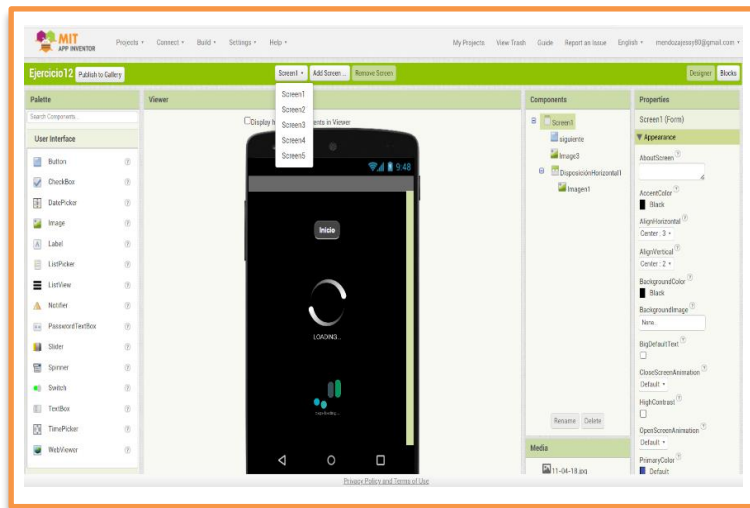 MIT
APP INVENTOR
Projects
Connect
Build
Settings
Help
My Projects
View Trash
Guide
Report an Issue
English
mendozajessy80@gmail.com
Ejercicio12
Publish to Gallery
Screen1
Add Screen ...
Remove Screen
Designer
Blocks
Palette
Search Components...
User Interface
Button
CheckBox
DatePicker
Image
Label
ListPicker
ListView
Notifier
PasswordTextBox
Slider
Spinner
Switch
TextBox
TimePicker
WebViewer
Viewer
Screen1
Screen2
Screen3
Screen4
Screen5
Display h
ents in Viewer
9:48
Inicio
LOADING...
Components
Screen1
siguiente
Image3
DisposiciónHorizontal1
Imagen1
Rename
Delete
Media
11-04-18.jpg
Properties
Screen1 (Form)
Appearance
AboutScreen
AccentColor
Black
AlignHorizontal
Center : 3
AlignVertical
Center : 2
BackgroundColor
Black
BackgroundImage
None...
BigDefaultText
CloseScreenAnimation
Default
HighContrast
OpenScreenAnimation
Default
PrimaryColor
Default
Privacy Policy and Terms of Use